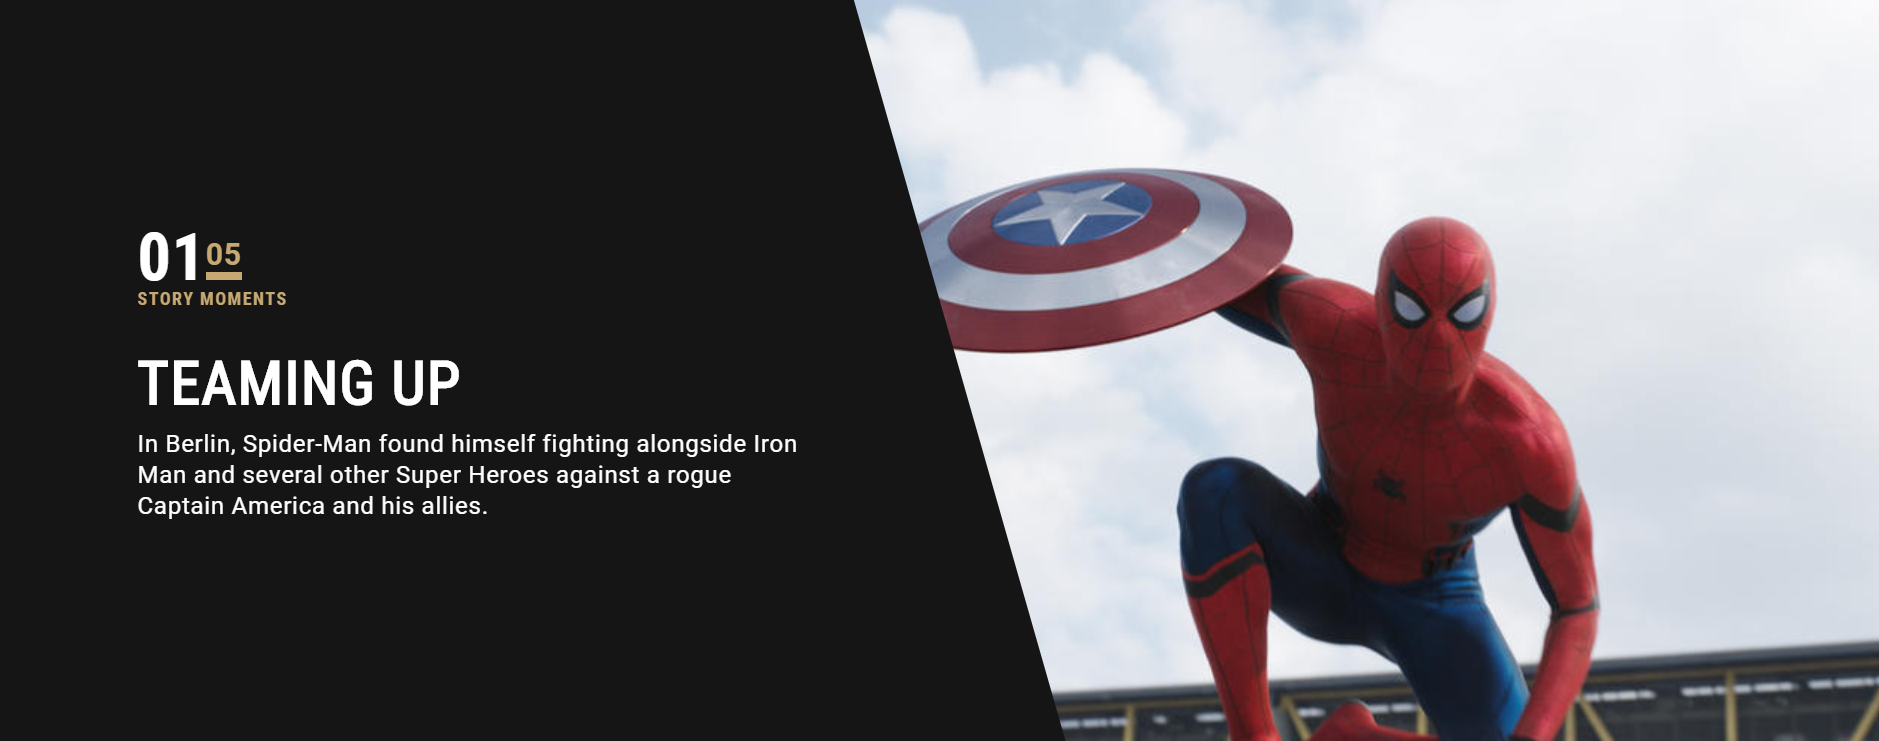 01 05
STORY MOMENTS
TEAMING UP
In Berlin, Spider-Man found himself fighting alongside Iron
Man and several other Super Heroes against a rogue
Captain America and his allies.